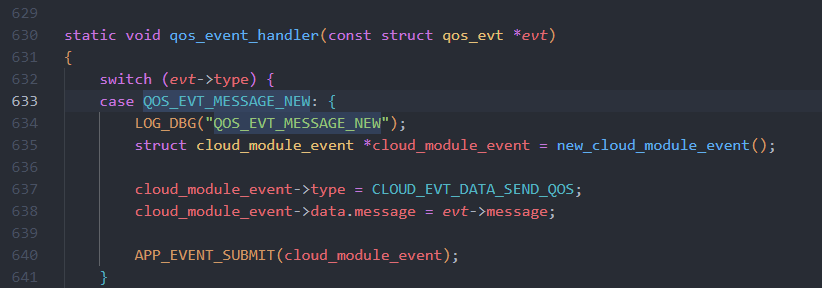 629
630 static void qos_event_handler(const struct qos_evt *evt)
631 {
632     switch (evt->type) {
633     case QOS_EVT_MESSAGE_NEW: {
634         LOG_DBG("QOS_EVT_MESSAGE_NEW");
635         struct cloud_module_event *cloud_module_event = new_cloud_module_event();
636
637         cloud_module_event->type = CLOUD_EVT_DATA_SEND_QOS;
638         cloud_module_event->data.message = evt->message;
639
640         APP_EVENT_SUBMIT(cloud_module_event);
641     }